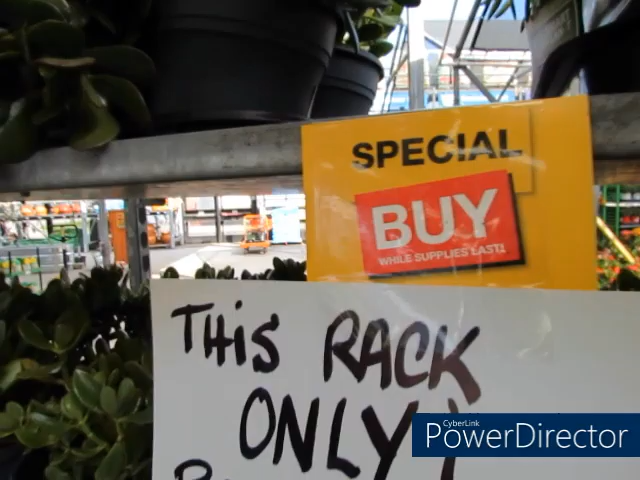 SPECIAL
BUY
WHILE SUPPLIES LAST!
THiS RACK
ONLY!
CyberLink
PowerDirector